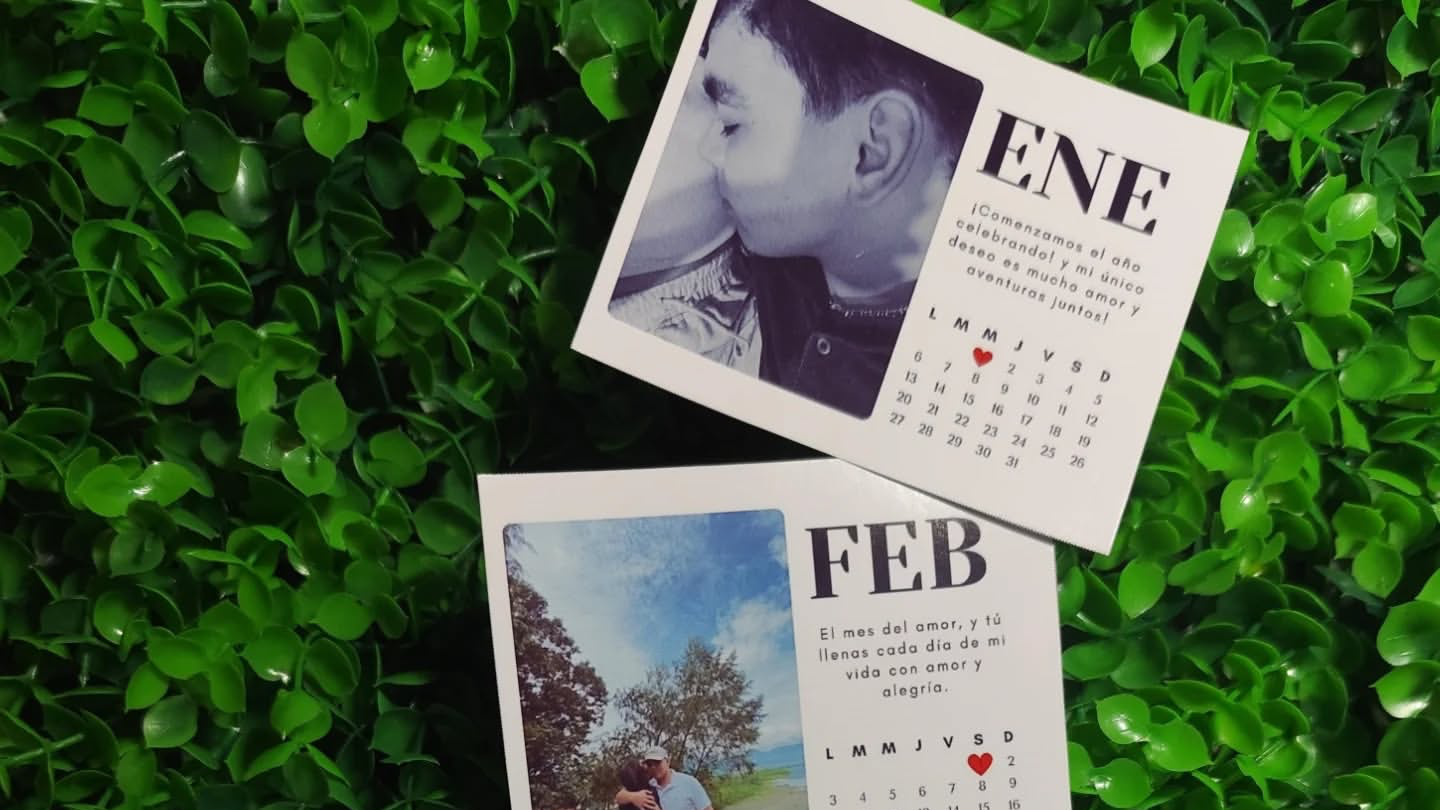 ENE
¡Comenzamos el año
celebrando! y mi único
deseo es mucho amor y
aventuras juntos!
L M M J V S D
2 3 4 5
6 7 8 9 10 11 12
13 14 15 16 17 18 19
20 21 22 23 24 25 26
27 28 29 30 31
FEB
El mes del amor, y tú
llenas cada día de mi
vida con amor y
alegría.
L M M J V S D
2
3 4 5 6 7 8 9
14 15 16